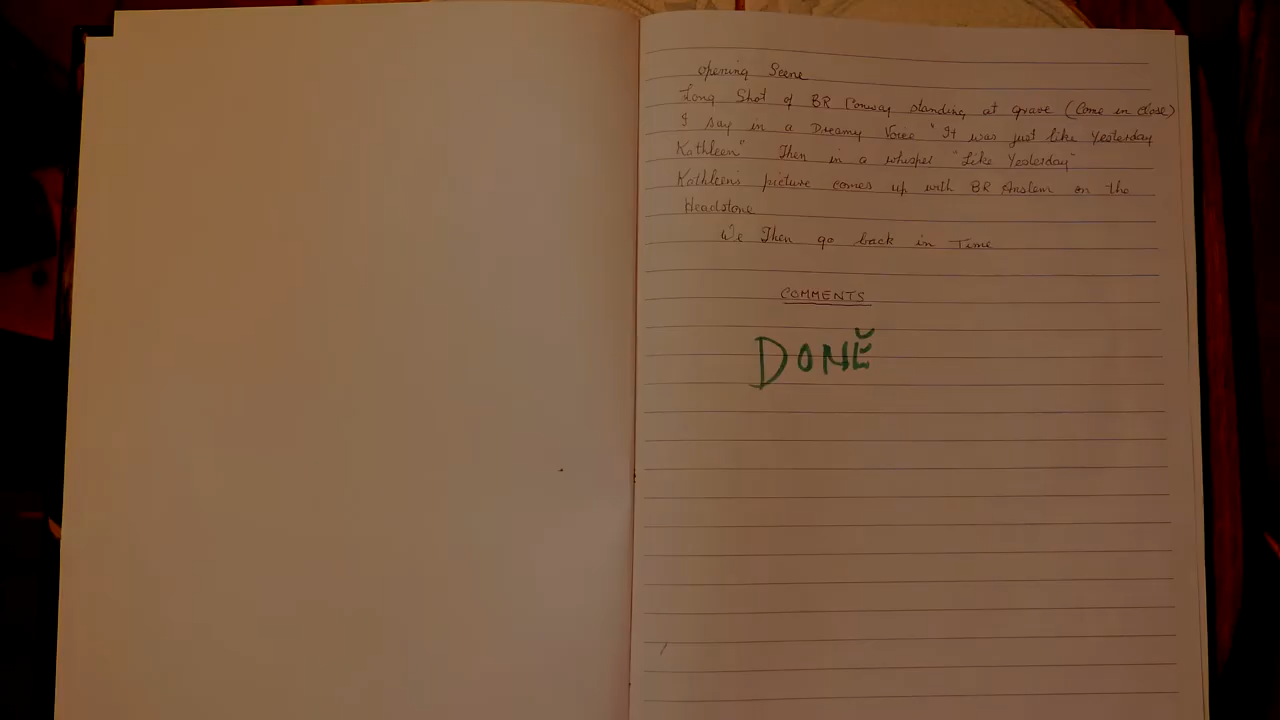 opening Scene
Long Shot of BR Conway standing at grave (Come in close)
I say in a Dreamy Voice "It was just like Yesterday
Kathleen" Then in a whisper "Like Yesterday"
Kathleen's picture comes up with BR Anslem on the
Headstone
We Then go back in Time
COMMENTS
DONE